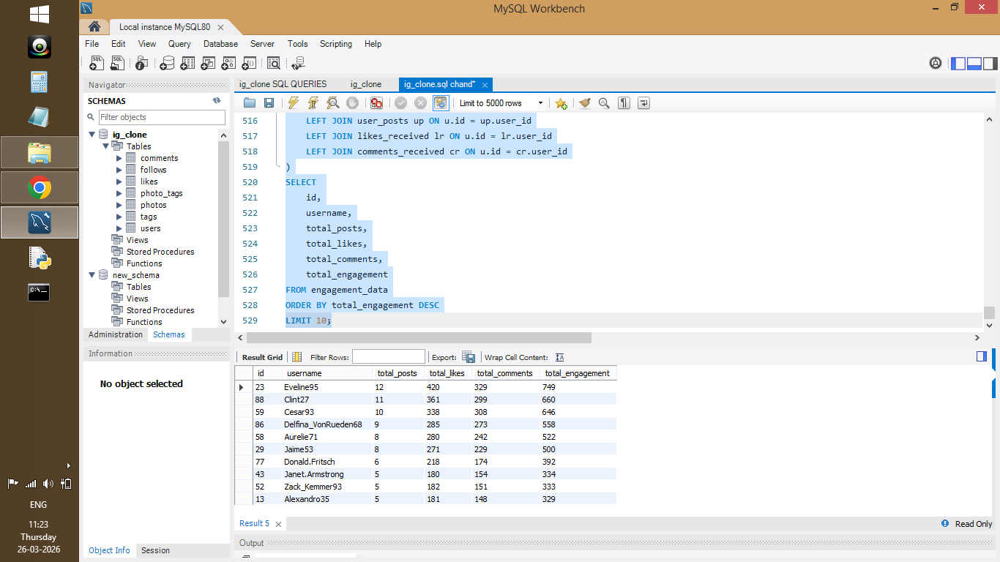 MySQL Workbench
Local instance MySQL80
File Edit View Query Database Server Tools Scripting Help
Navigator
SCHEMAS
Filter objects
ig_clone
Tables
comments
follows
likes
photo_tags
photos
tags
users
Views
Stored Procedures
Functions
new_schema
Tables
Views
Stored Procedures
Functions
Administration Schemas
Information
No object selected
Object Info Session
ig_clone SQL QUERIES ig_clone ig_clone.sql chand*
Limit to 5000 rows
516 LEFT JOIN user_posts up ON u.id = up.user_id
517 LEFT JOIN likes_received lr ON u.id = lr.user_id
518 LEFT JOIN comments_received cr ON u.id = cr.user_id
519 )
520 SELECT
521 id,
522 username,
523 total_posts,
524 total_likes,
525 total_comments,
526 total_engagement
527 FROM engagement_data
528 ORDER BY total_engagement DESC
529 LIMIT 10;
Result Grid Filter Rows: Export: Wrap Cell Content:
id username total_posts total_likes total_comments total_engagement
23 Eveline95 12 420 329 749
88 Clint27 11 361 299 660
59 Cesar93 10 338 308 646
86 Delfina_VonRueden68 9 285 273 558
58 Aurelie71 8 280 242 522
29 Jaime53 8 271 229 500
77 Donald.Fritsch 6 218 174 392
43 Janet.Armstrong 5 180 154 334
52 Zack_Kemmer93 5 182 151 333
13 Alexandro35 5 181 148 329
Result 5
Read Only
Output
ENG
11:23
Thursday
26-03-2026